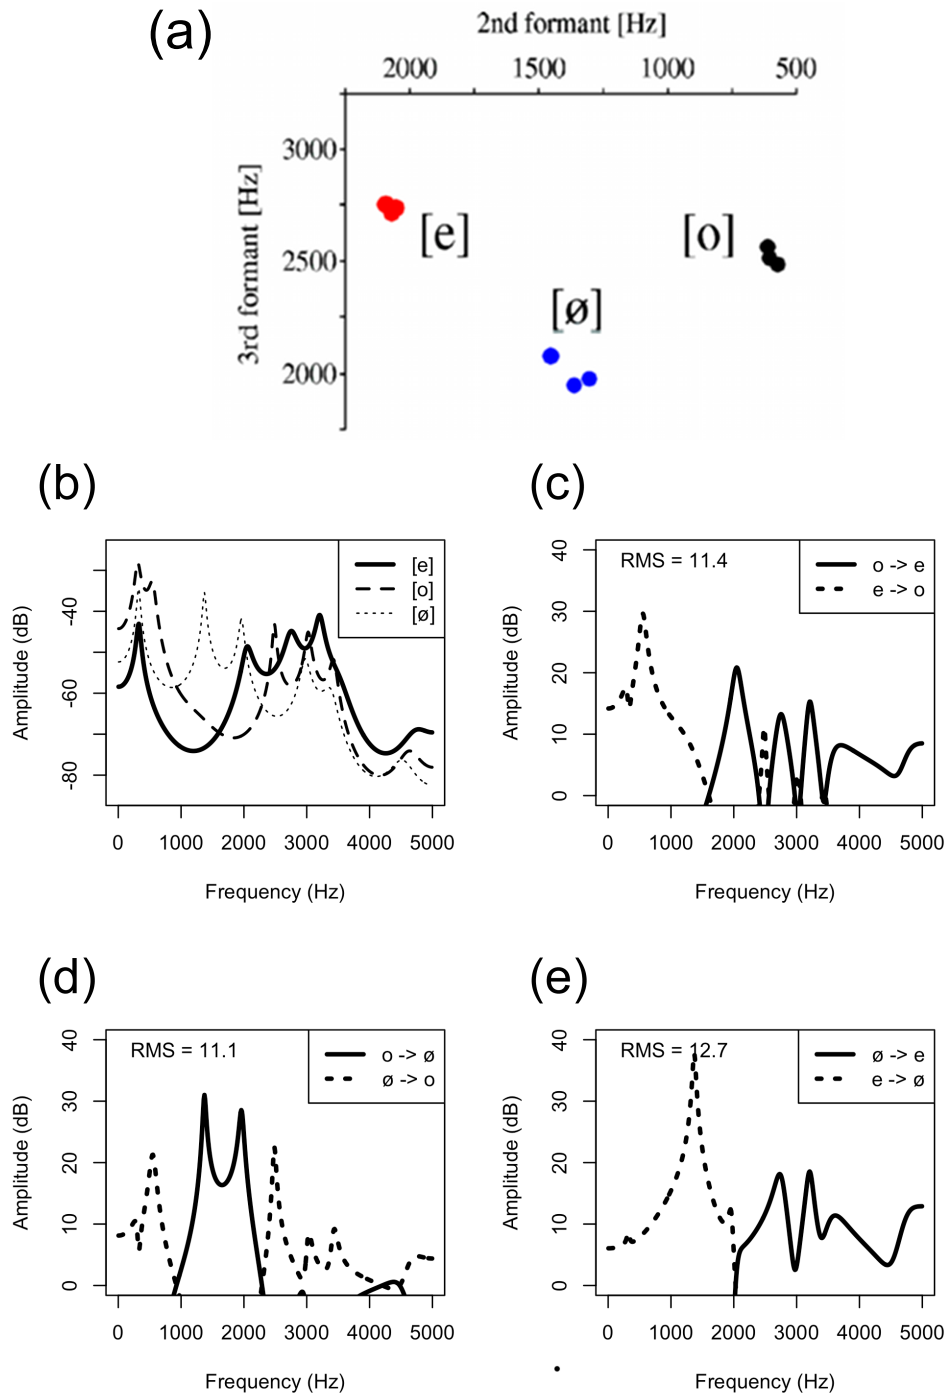 (a)
2nd formant [Hz]
2000 1500 1000 500
3rd formant [Hz]
3000
2500
2000
[e]
[o]
[ø]
(b)
Amplitude (dB)
-40
-60
-80
[e]
[o]
[ø]
0 1000 2000 3000 4000 5000
Frequency (Hz)
(c)
Amplitude (dB)
40
30
20
10
0
RMS = 11.4
o -> e
e -> o
0 1000 2000 3000 4000 5000
Frequency (Hz)
(d)
Amplitude (dB)
40
30
20
10
0
RMS = 11.1
o -> ø
ø -> o
0 1000 2000 3000 4000 5000
Frequency (Hz)
(e)
Amplitude (dB)
40
30
20
10
0
RMS = 12.7
ø -> e
e -> ø
0 1000 2000 3000 4000 5000
Frequency (Hz)